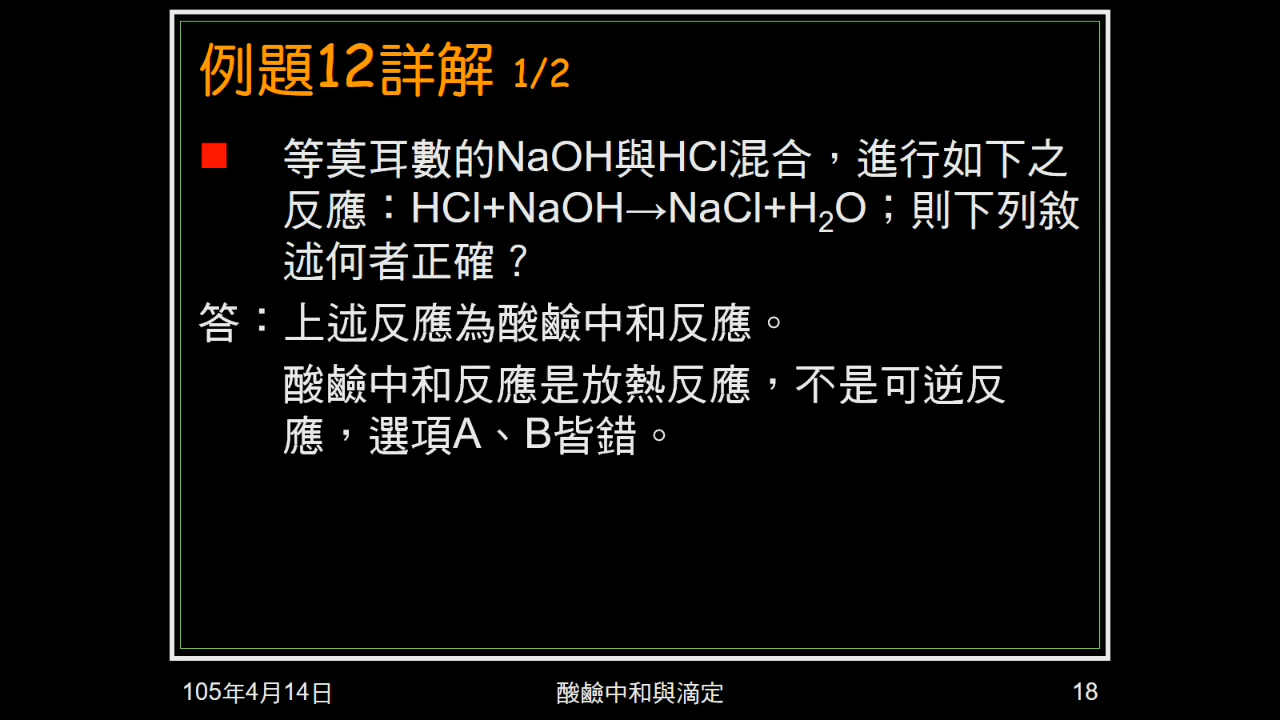 例題12詳解 1/2
等莫耳數的NaOH與HCl混合，進行如下之
反應：HCl+NaOH→NaCl+H₂O；則下列敘
述何者正確？
答：上述反應為酸鹼中和反應。
酸鹼中和反應是放熱反應，不是可逆反
應，選項A、B皆錯。
105年4月14日
酸鹼中和與滴定
18